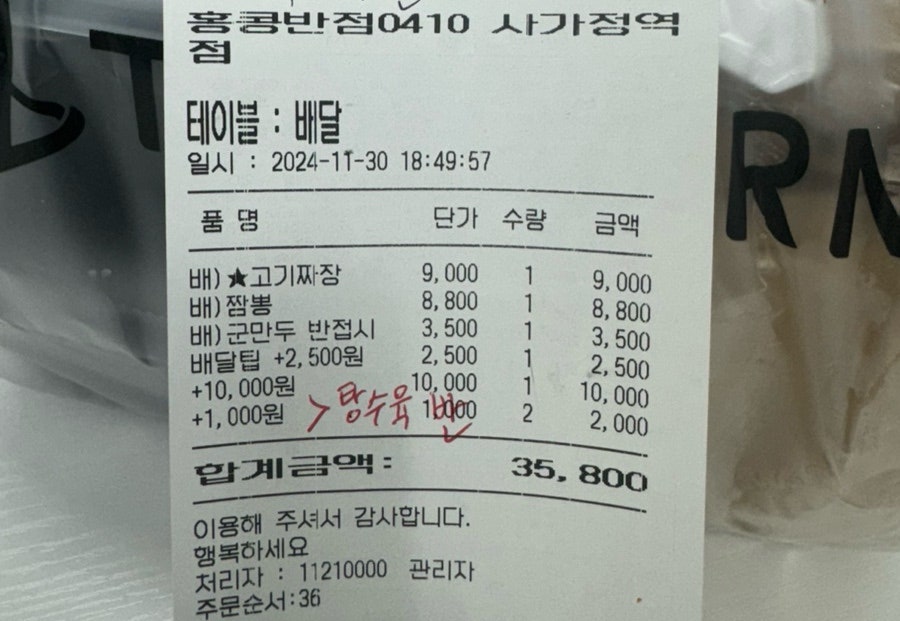 홍콩반점0410 사가정역
점
테이블 : 배달
일시 : 2024-11-30 18:49:57
품 명 단가 수량 금액
배)★고기짜장 9,000 1 9,000
배)짬뽕 8,800 1 8,800
배)군만두 반접시 3,500 1 3,500
배달팁 +2,500원 2,500 1 2,500
+10,000원 10,000 1 10,000
+1,000원 1,000 2 2,000
> 탕수육 반
합계금액: 35,800
이용해 주셔서 감사합니다.
행복하세요
처리자 : 11210000 관리자
주문순서:36
RN